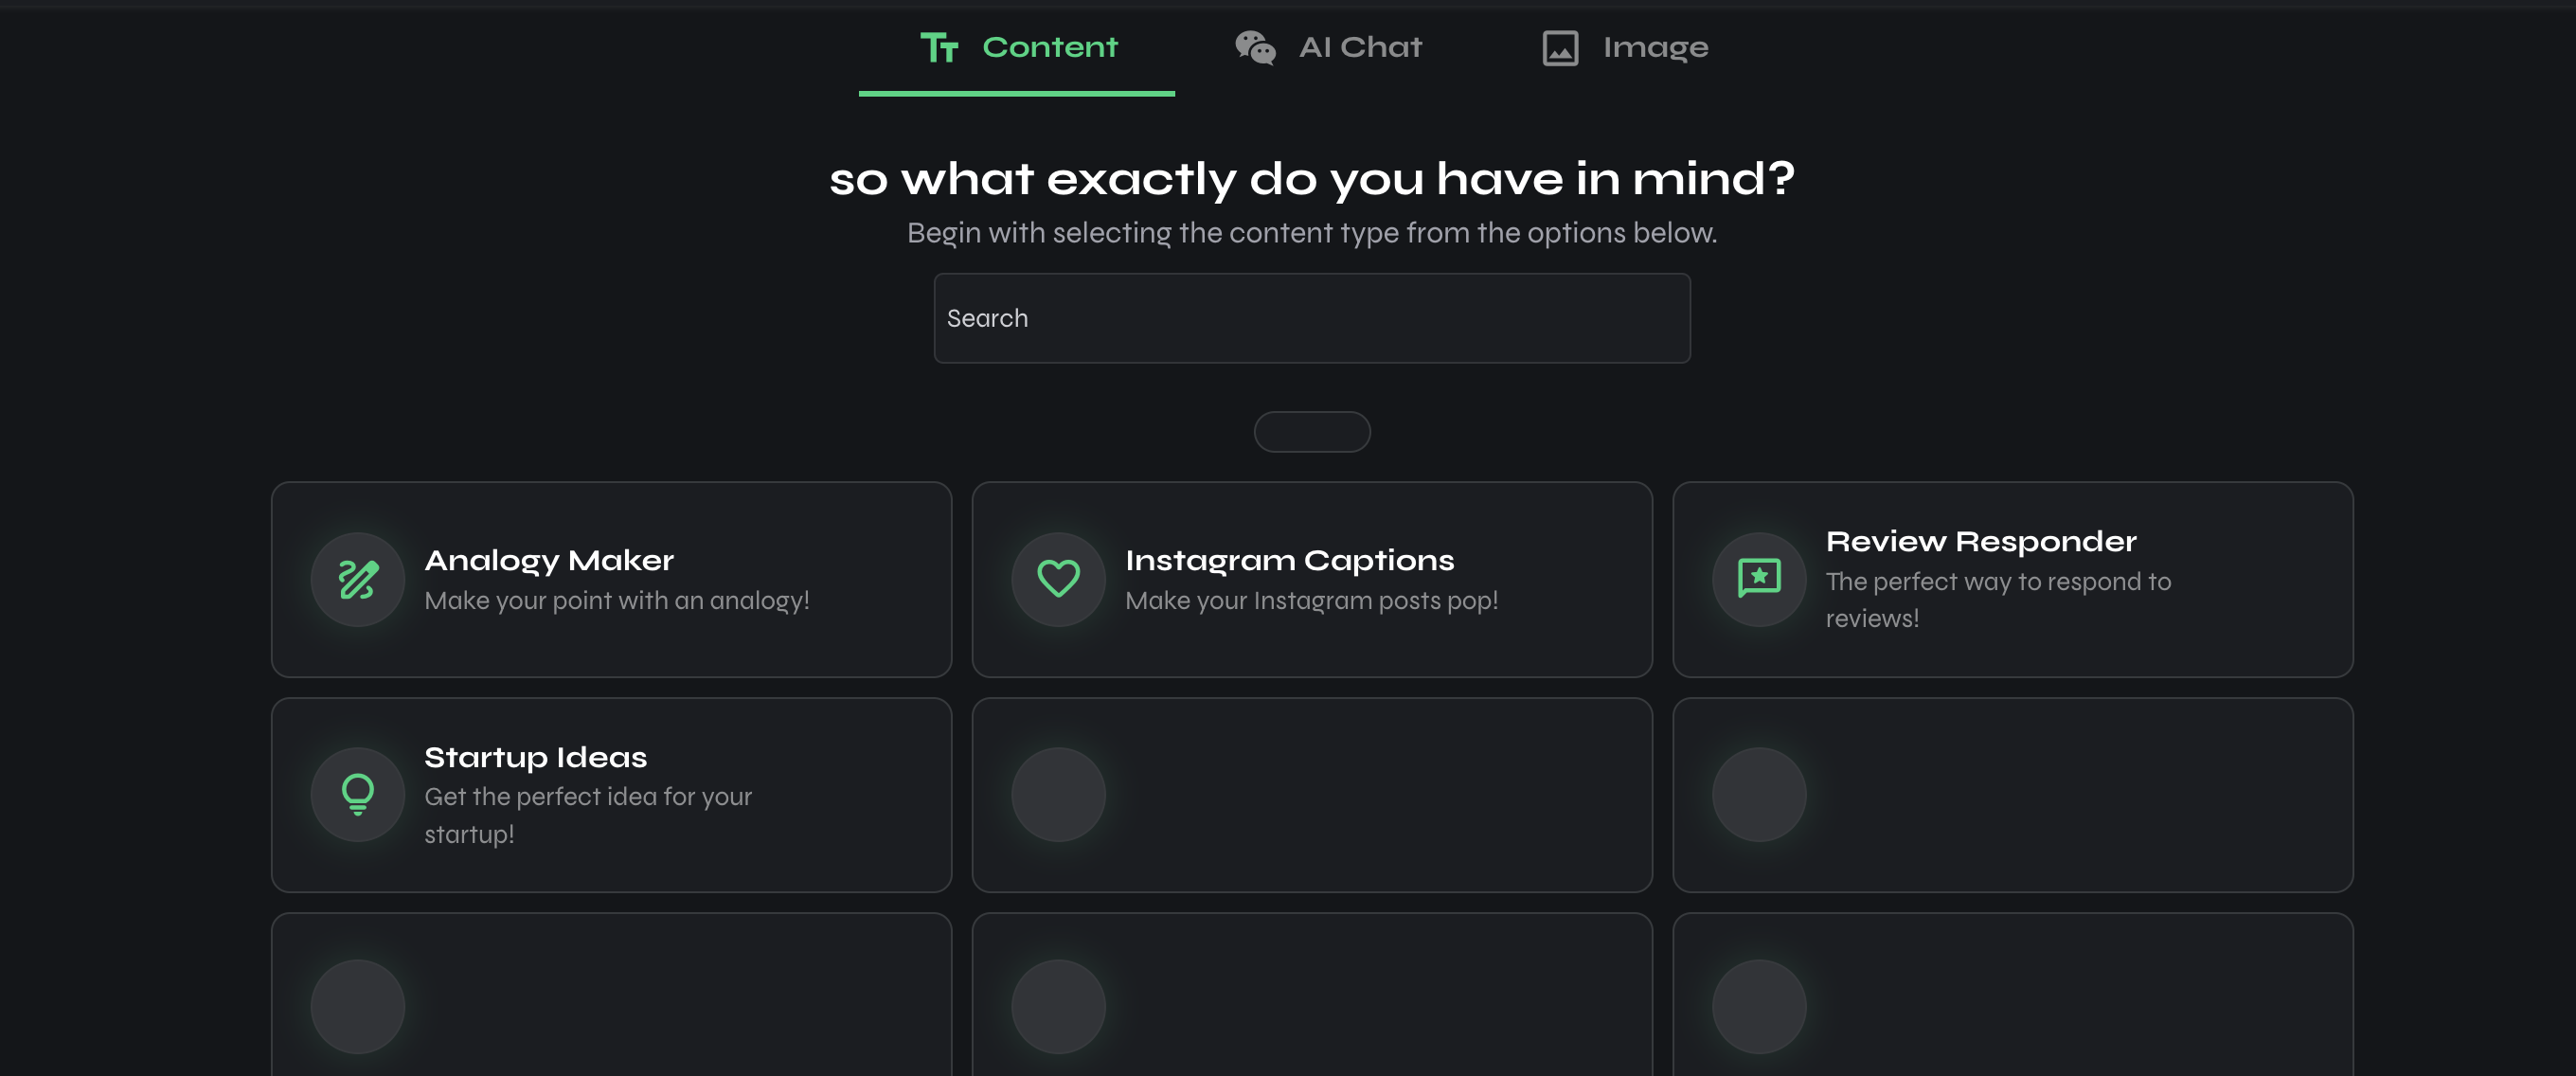 Content
AI Chat
Image
so what exactly do you have in mind?
Begin with selecting the content type from the options below.
Search
Analogy Maker
Make your point with an analogy!
Instagram Captions
Make your Instagram posts pop!
Review Responder
The perfect way to respond to
reviews!
Startup Ideas
Get the perfect idea for your
startup!